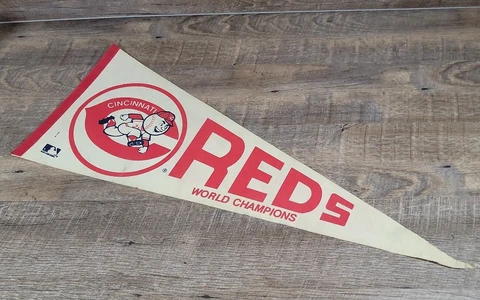 CINCINNATI
REDS
®
WORLD CHAMPIONS